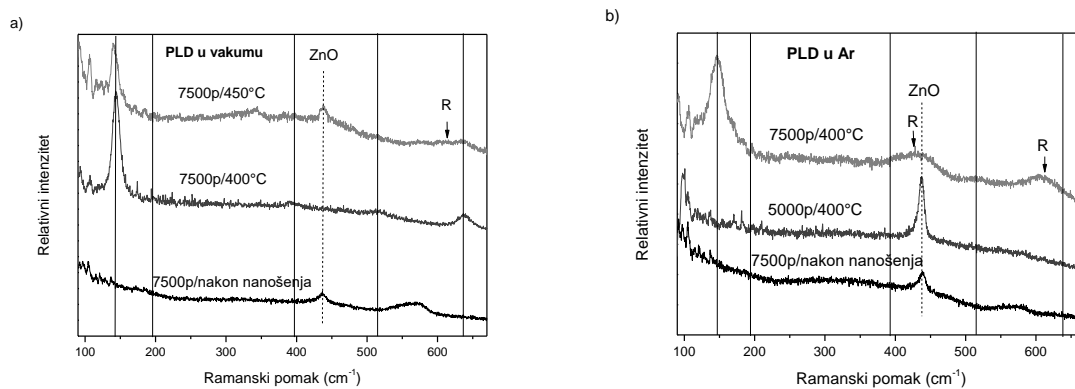 a)
PLD u vakumu
ZnO
7500p/450°C
R
7500p/400°C
7500p/nakon nanošenja
Relativni intenzitet
100 200 300 400 500 600
Ramanski pomak (cm⁻¹)
b)
PLD u Ar
ZnO
R
R
7500p/400°C
5000p/400°C
7500p/nakon nanošenja
Relativni intenzitet
100 200 300 400 500 600
Ramanski pomak (cm⁻¹)